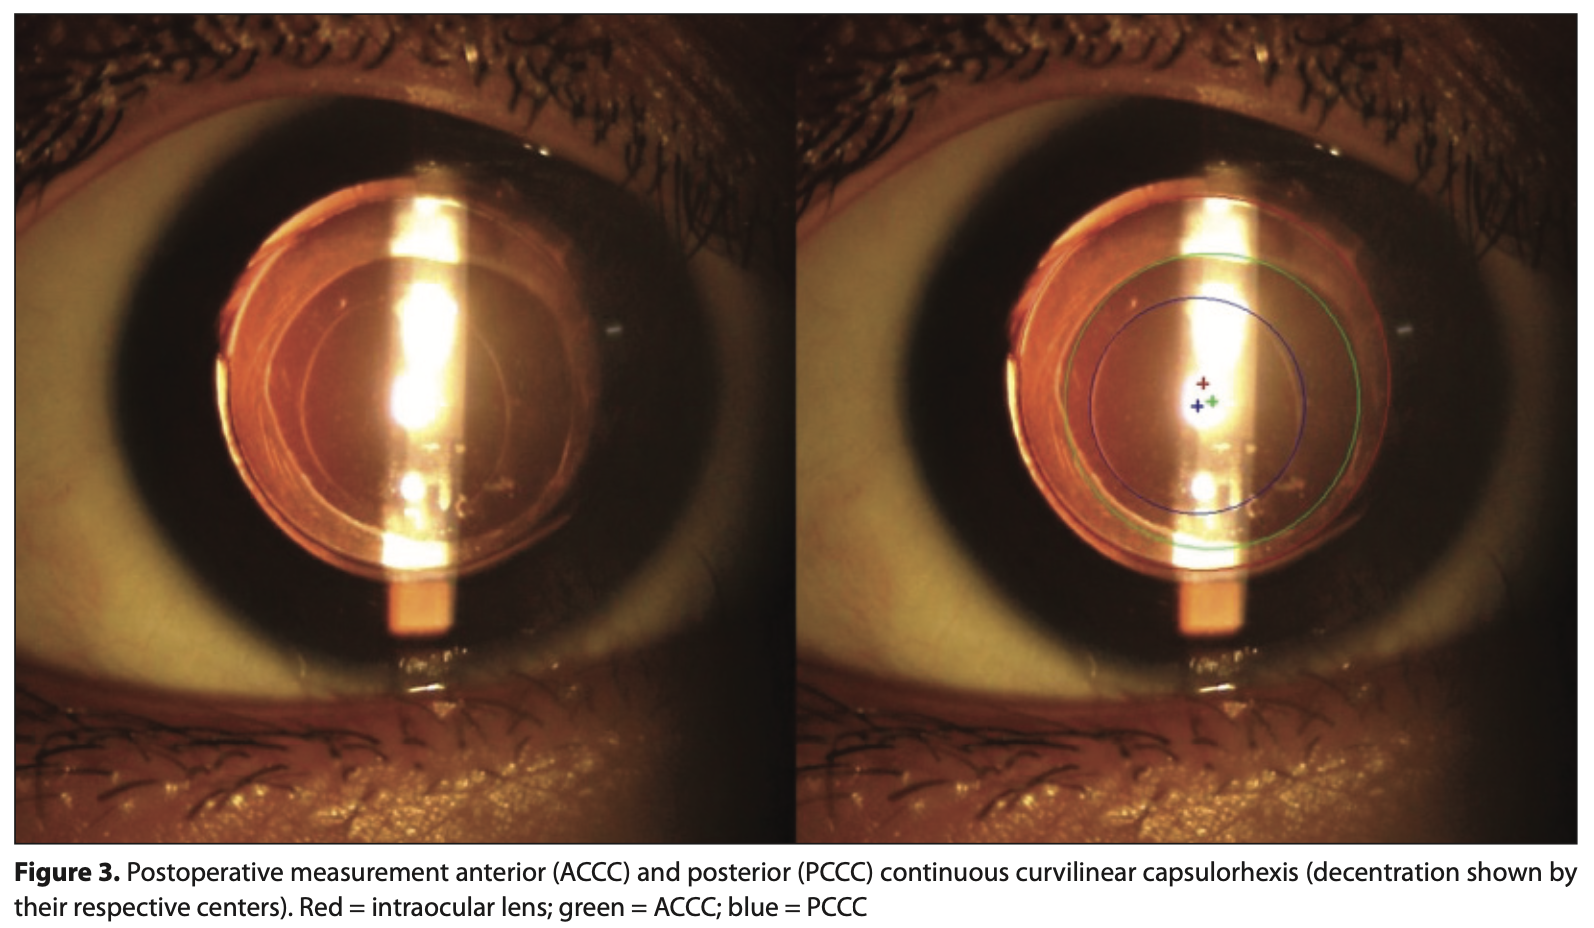 Figure 3. Postoperative measurement anterior (ACCC) and posterior (PCCC) continuous curvilinear capsulorhexis (decentration shown by
their respective centers). Red = intraocular lens; green = ACCC; blue = PCCC